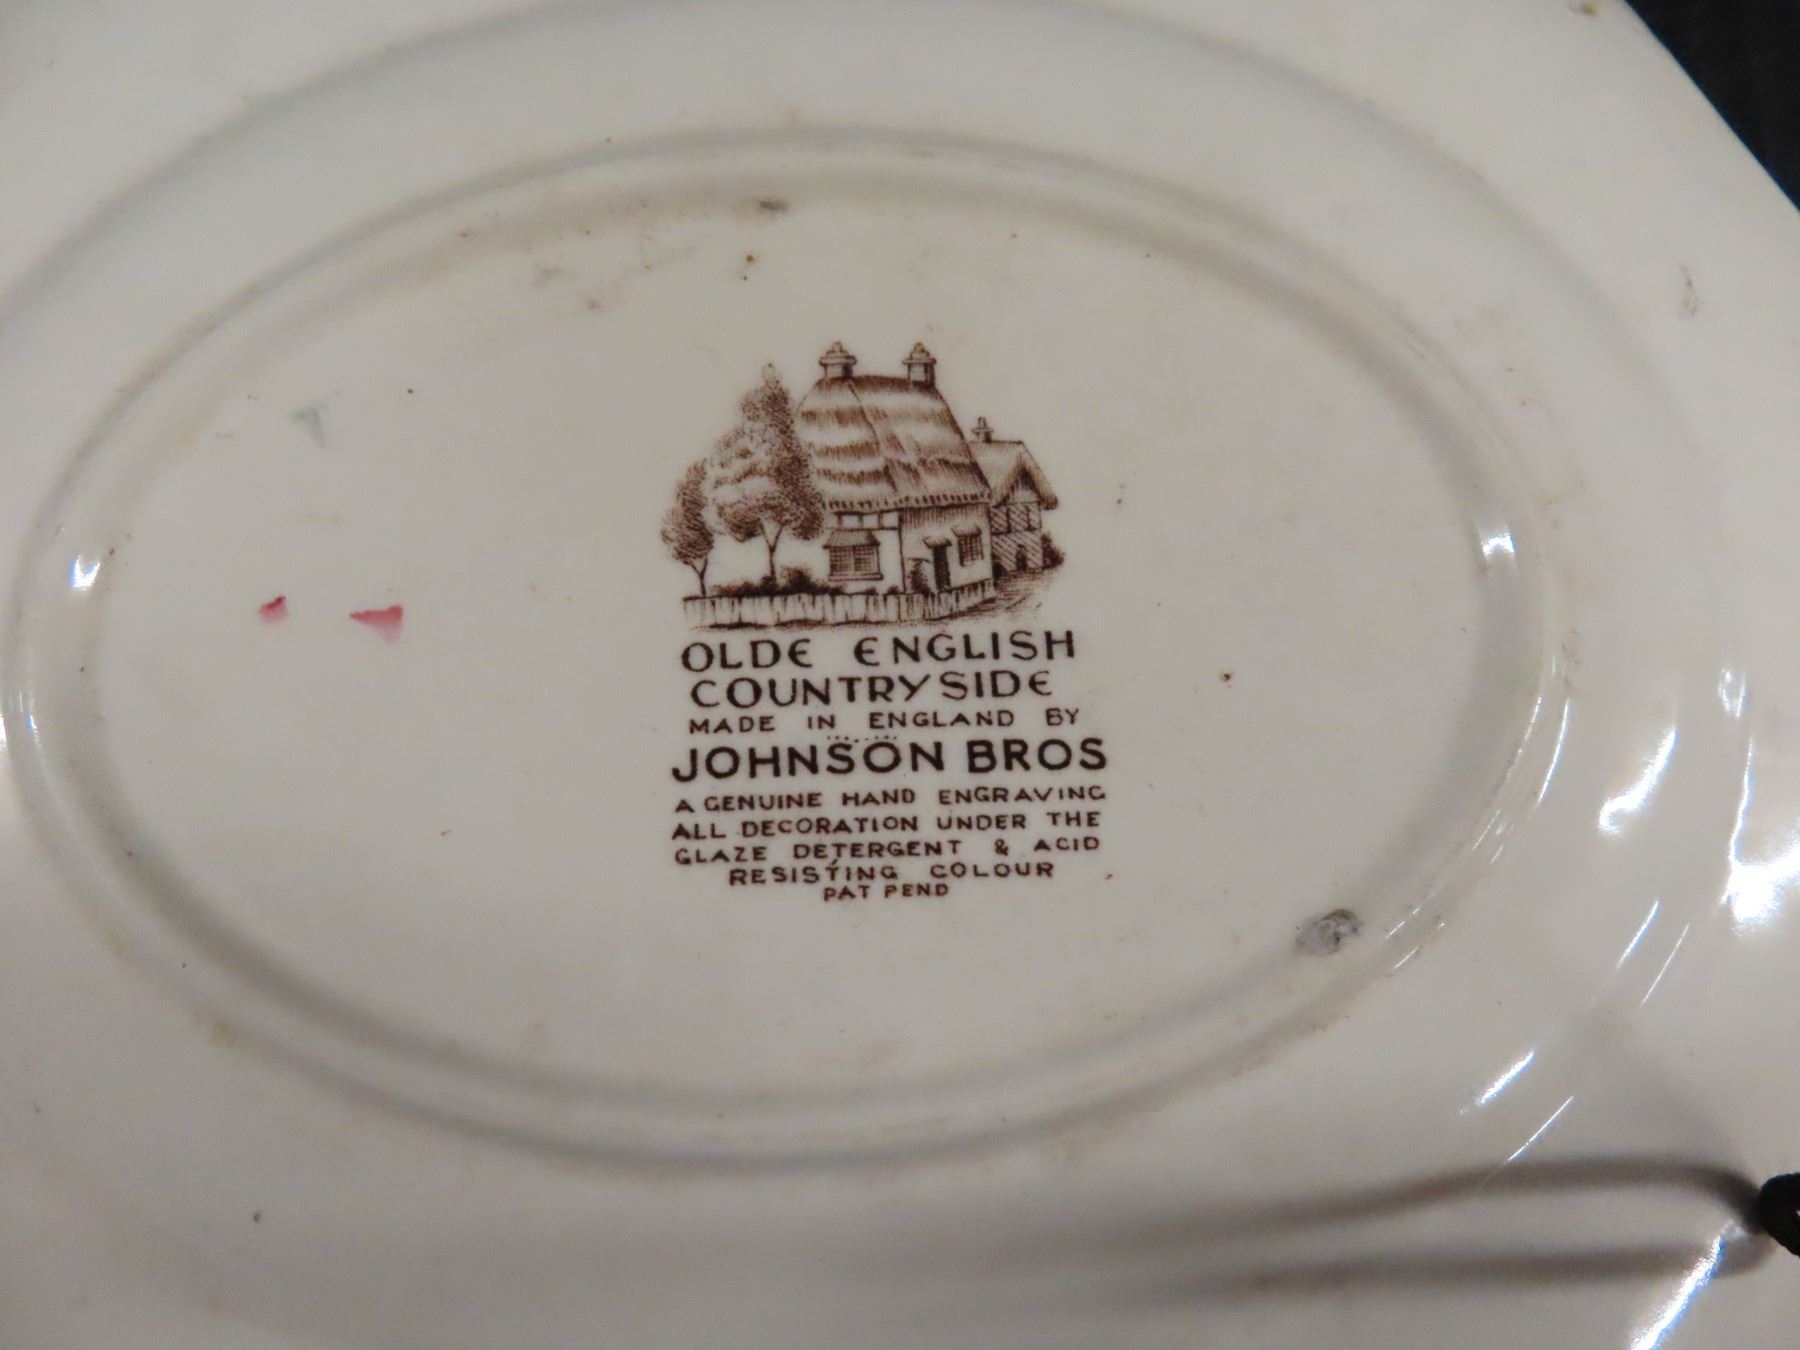 OLDE ENGLISH
COUNTRYSIDE
MADE IN ENGLAND BY
JOHNSON BROS
A GENUINE HAND ENGRAVING
ALL DECORATION UNDER THE
GLAZE DETERGENT & ACID
RESISTING COLOUR
PAT PEND